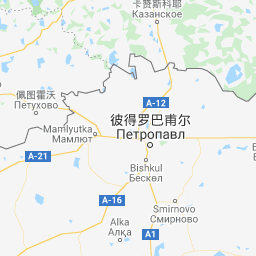 卡赞斯科耶
Казанское
佩图霍沃
Петухово
A-12
彼得罗巴甫尔
Петропавл
Mamlyutka
Мамлют
A-21
Bishkul
Бескөл
A-16
Smirnovo
Смирново
Alka
Алқа
A1